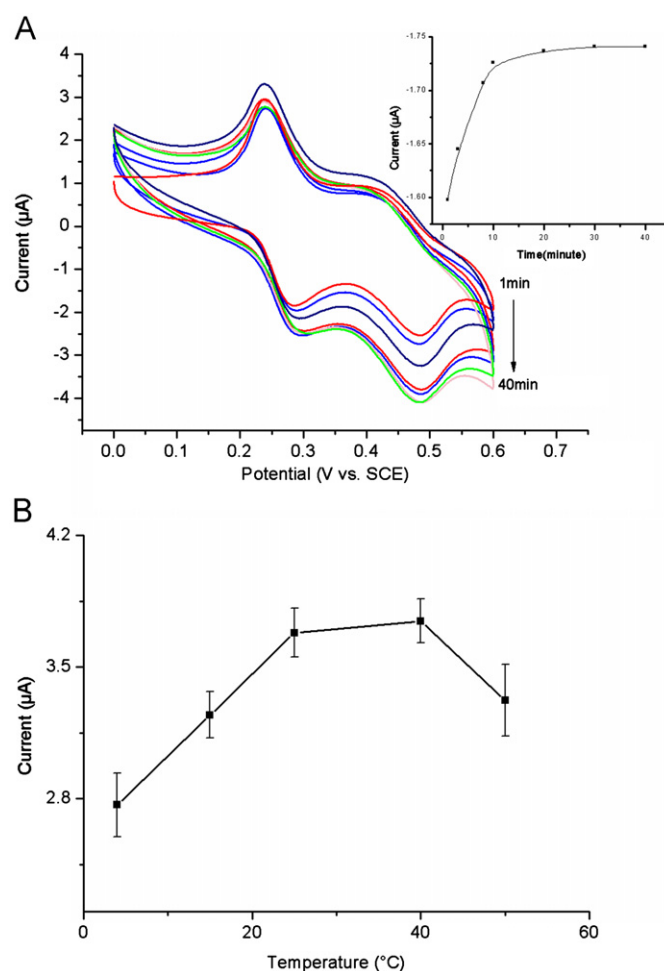 A
4
3
2
1
0
-1
-2
-3
-4
Current (µA)
0.0 0.1 0.2 0.3 0.4 0.5 0.6 0.7
Potential (V vs. SCE)
-1.75
-1.70
-1.65
-1.60
Current (µA)
0 10 20 30 40
Time(minute)
1min
40min
B
4.2
3.5
2.8
Current (µA)
0 20 40 60
Temperature (°C)